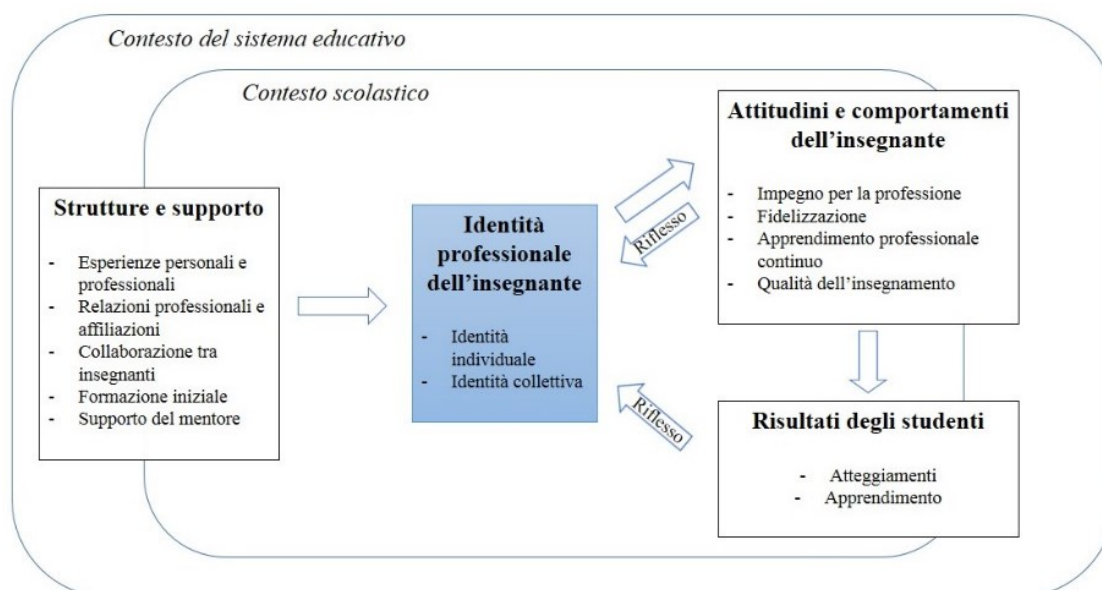 Contesto del sistema educativo
Contesto scolastico
Strutture e supporto
- Esperienze personali e
professionali
- Relazioni professionali e
affiliazioni
- Collaborazione tra
insegnanti
- Formazione iniziale
- Supporto del mentore
Identità
professionale
dell’insegnante
- Identità
individuale
- Identità collettiva
Attitudini e comportamenti
dell’insegnante
- Impegno per la professione
- Fidelizzazione
- Apprendimento professionale
continuo
- Qualità dell’insegnamento
Riflesso
Riflesso
Risultati degli studenti
- Atteggiamenti
- Apprendimento